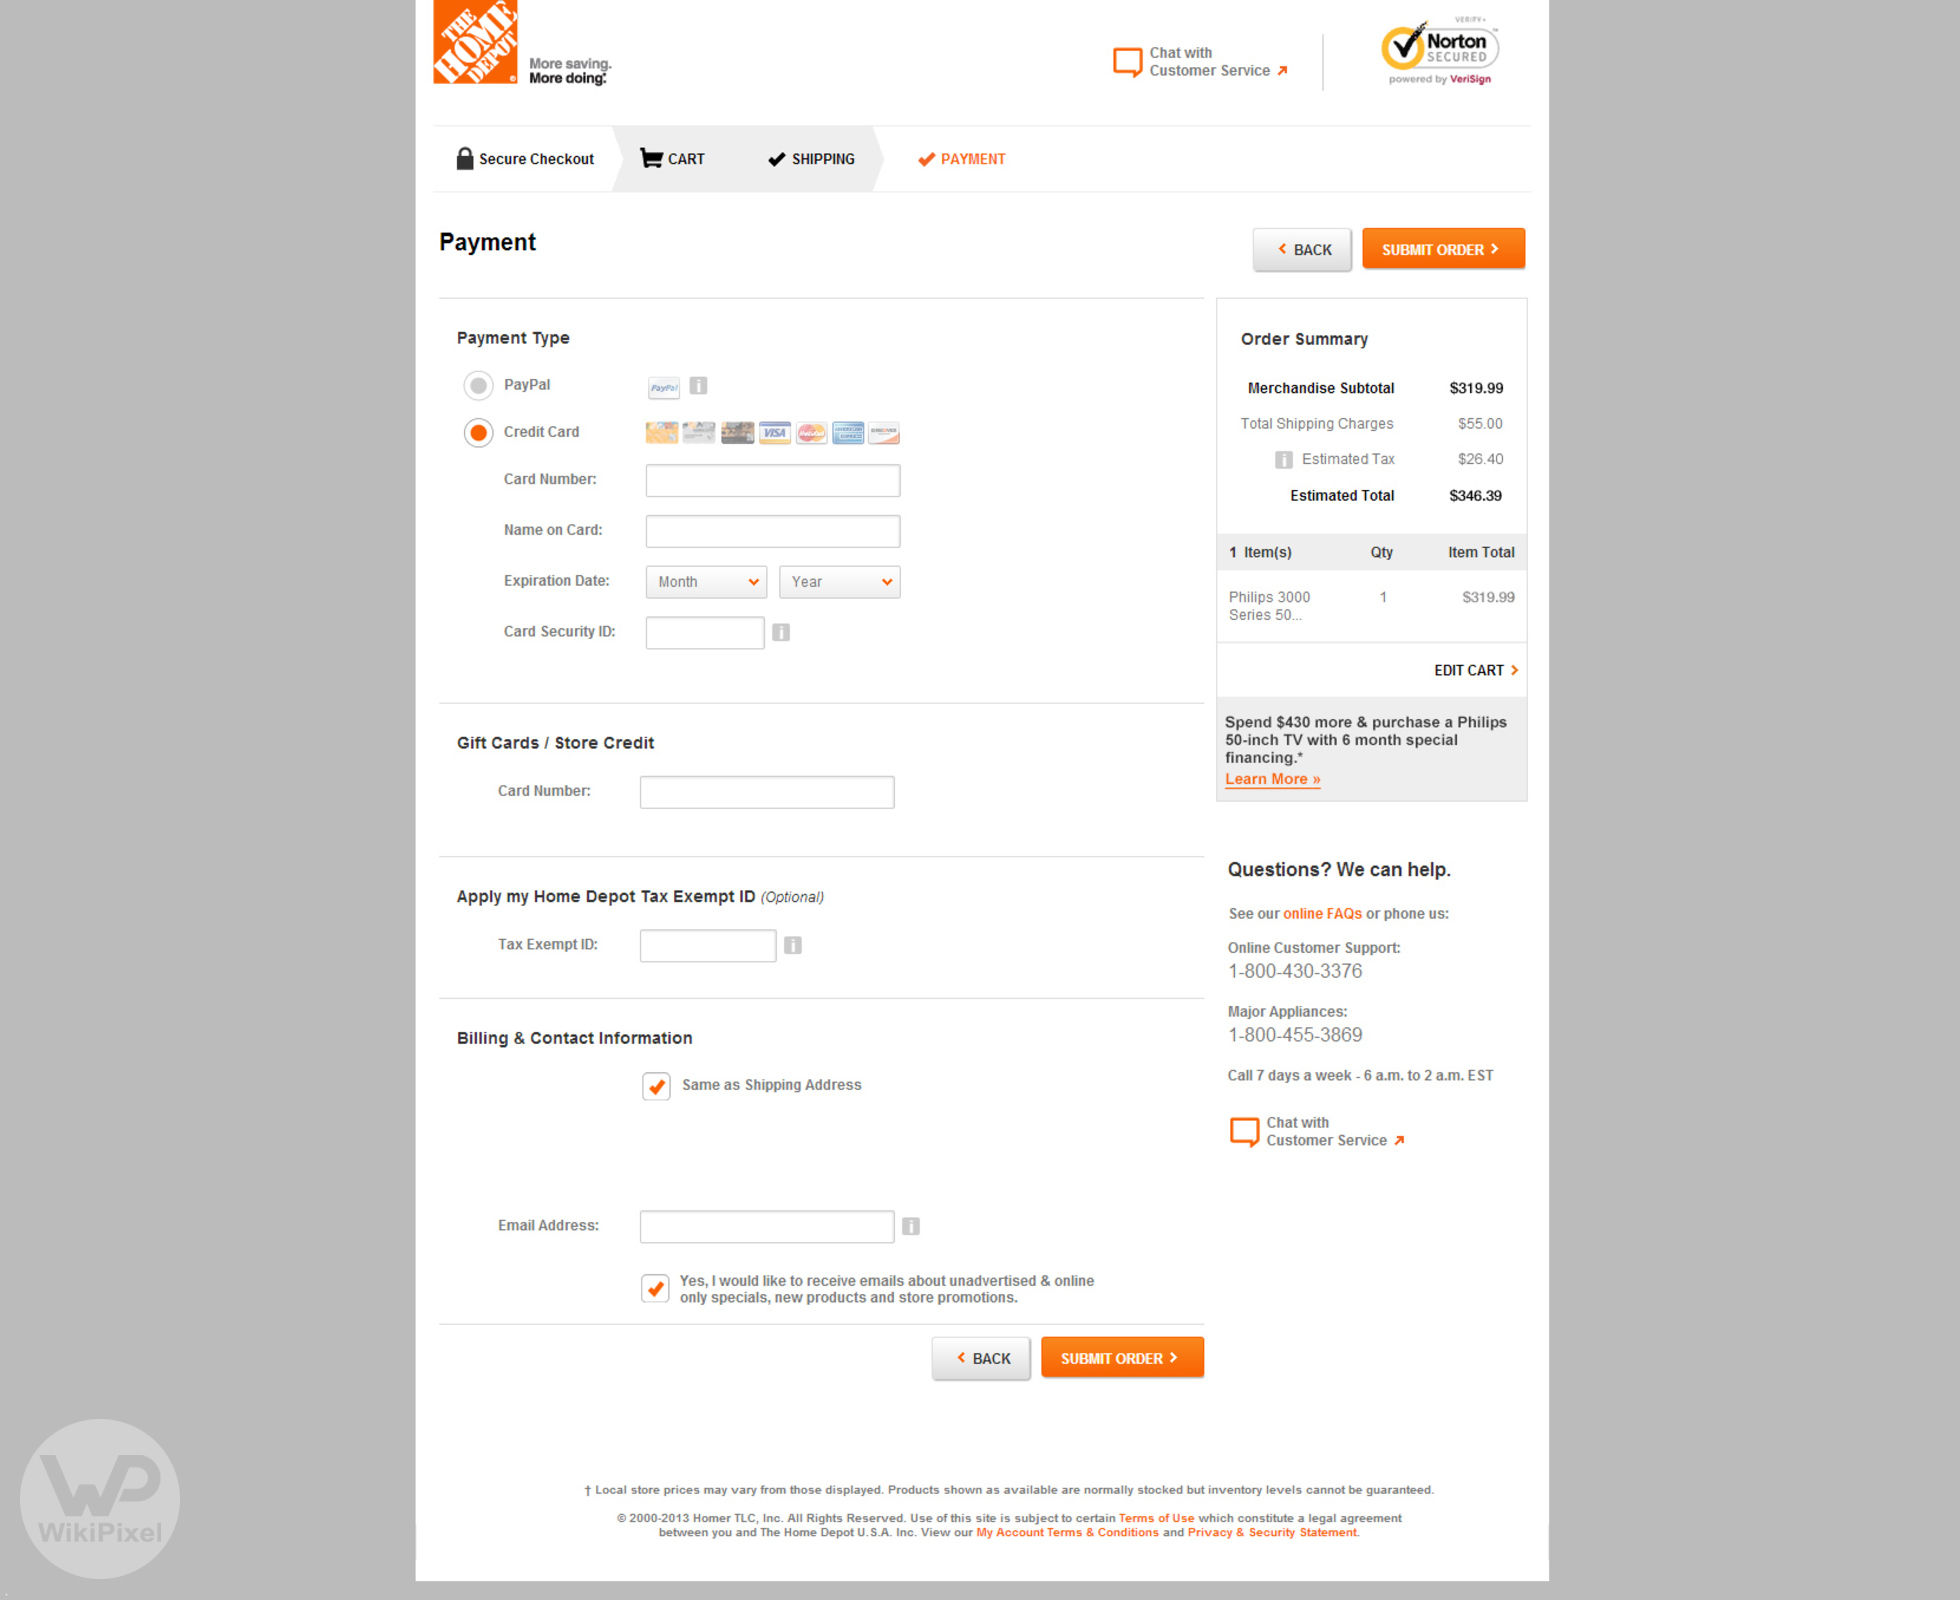 THE
HOME
DEPOT
More saving.
More doing.
Chat with
Customer Service
VERIFY
Norton
SECURED
powered by VeriSign
Secure Checkout
CART
SHIPPING
PAYMENT
Payment
BACK
SUBMIT ORDER
Payment Type
PayPal
PayPal
Credit Card
VISA
Card Number:
Name on Card:
Expiration Date:
Month
Year
Card Security ID:
Order Summary
Merchandise Subtotal $319.99
Total Shipping Charges $55.00
Estimated Tax $26.40
Estimated Total $346.39
1 Item(s) Qty Item Total
Philips 3000 1 $319.99
Series 50...
EDIT CART
Spend $430 more & purchase a Philips
50-inch TV with 6 month special
financing.*
Learn More »
Gift Cards / Store Credit
Card Number:
Apply my Home Depot Tax Exempt ID (Optional)
Tax Exempt ID:
Billing & Contact Information
Same as Shipping Address
Email Address:
Yes, I would like to receive emails about unadvertised & online
only specials, new products and store promotions.
BACK
SUBMIT ORDER
Questions? We can help.
See our online FAQs or phone us:
Online Customer Support:
1-800-430-3376
Major Appliances:
1-800-455-3869
Call 7 days a week - 6 a.m. to 2 a.m. EST
Chat with
Customer Service
† Local store prices may vary from those displayed. Products shown as available are normally stocked but inventory levels cannot be guaranteed.
© 2000-2013 Homer TLC, Inc. All Rights Reserved. Use of this site is subject to certain Terms of Use which constitute a legal agreement
between you and The Home Depot U.S.A. Inc. View our My Account Terms & Conditions and Privacy & Security Statement.
WP
WikiPixel